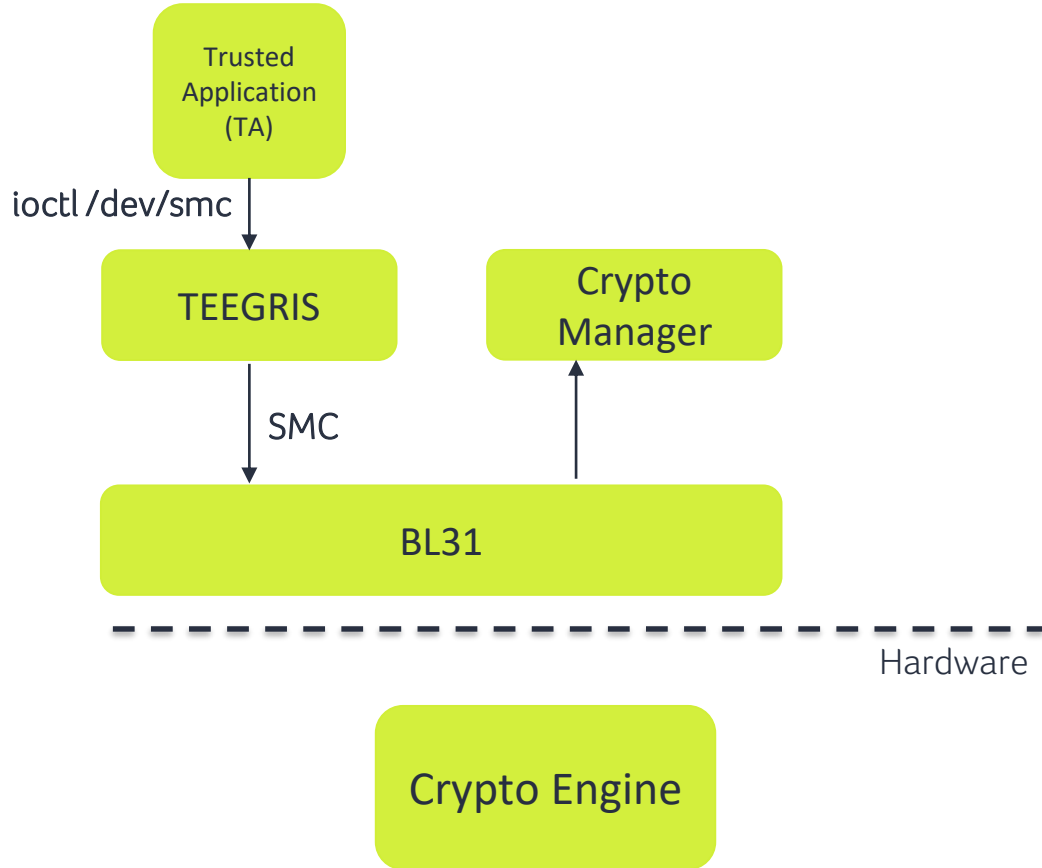 Trusted
Application
(TA)
ioctl /dev/smc
TEEGRIS
Crypto
Manager
SMC
BL31
Hardware
Crypto Engine